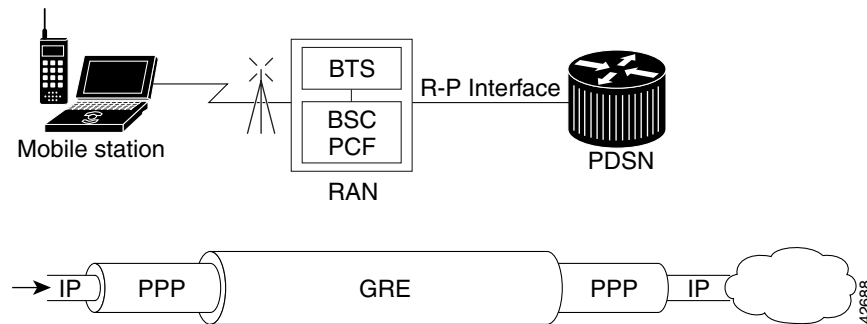 BTS
R-P Interface
BSC
PCF
Mobile station
PDSN
RAN
IP
PPP
GRE
PPP
IP
42688